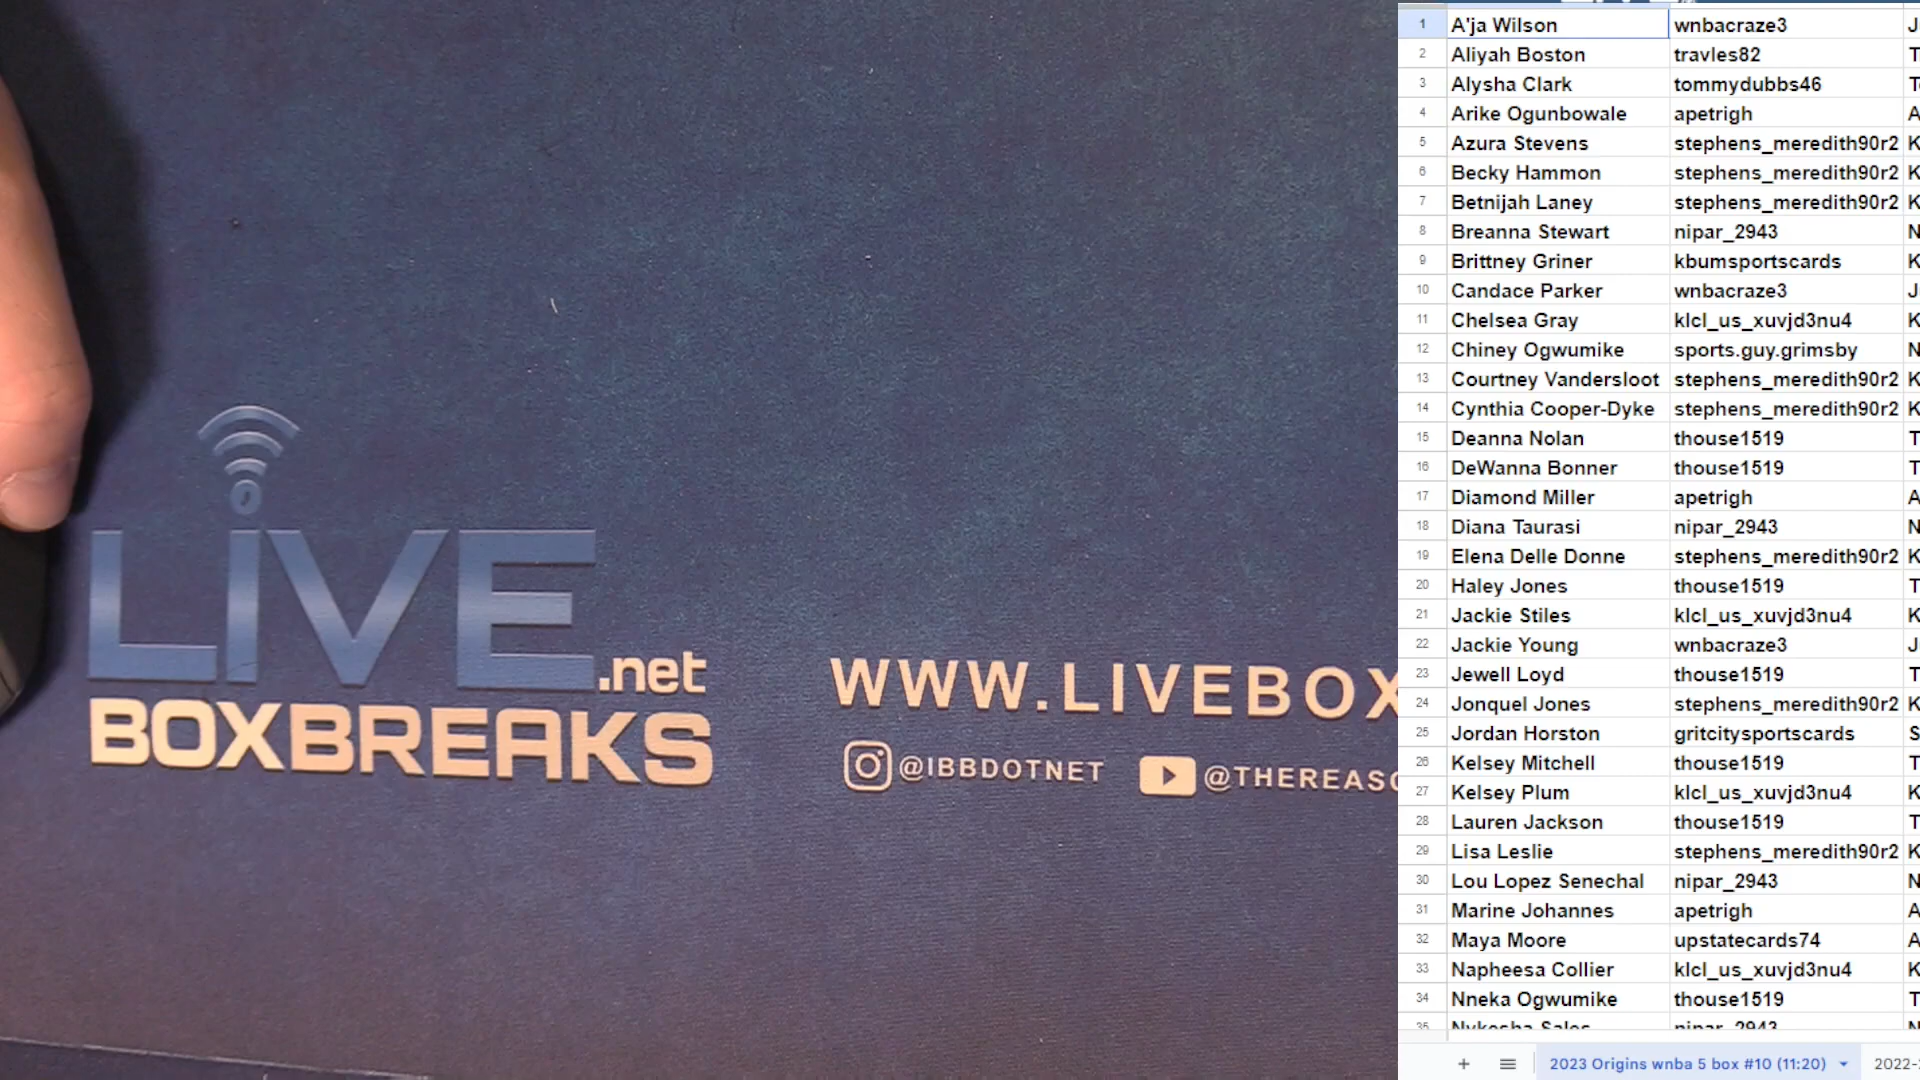 LIVE
.net
BOXBREAKS
WWW.LIVEBOX
@IBBDOTNET
@THEREASO
1 A'ja Wilson wnbacraze3 J
2 Aliyah Boston travles82 T
3 Alysha Clark tommydubbs46 T
4 Arike Ogunbowale apetrigh A
5 Azura Stevens stephens_meredith90r2 K
6 Becky Hammon stephens_meredith90r2 K
7 Betnijah Laney stephens_meredith90r2 K
8 Breanna Stewart nipar_2943 N
9 Brittney Griner kbumsportscards K
10 Candace Parker wnbacraze3 J
11 Chelsea Gray klcl_us_xuvjd3nu4 K
12 Chiney Ogwumike sports.guy.grimsby N
13 Courtney Vandersloot stephens_meredith90r2 K
14 Cynthia Cooper-Dyke stephens_meredith90r2 K
15 Deanna Nolan thouse1519 T
16 DeWanna Bonner thouse1519 T
17 Diamond Miller apetrigh A
18 Diana Taurasi nipar_2943 N
19 Elena Delle Donne stephens_meredith90r2 K
20 Haley Jones thouse1519 T
21 Jackie Stiles klcl_us_xuvjd3nu4 K
22 Jackie Young wnbacraze3 J
23 Jewell Loyd thouse1519 T
24 Jonquel Jones stephens_meredith90r2 K
25 Jordan Horston gritcitysportscards S
26 Kelsey Mitchell thouse1519 T
27 Kelsey Plum klcl_us_xuvjd3nu4 K
28 Lauren Jackson thouse1519 T
29 Lisa Leslie stephens_meredith90r2 K
30 Lou Lopez Senechal nipar_2943 N
31 Marine Johannes apetrigh A
32 Maya Moore upstatecards74 A
33 Napheesa Collier klcl_us_xuvjd3nu4 K
34 Nneka Ogwumike thouse1519 T
35 Nykesha Sales nipar_2943 N
2023 Origins wnba 5 box #10 (11:20) 2022-